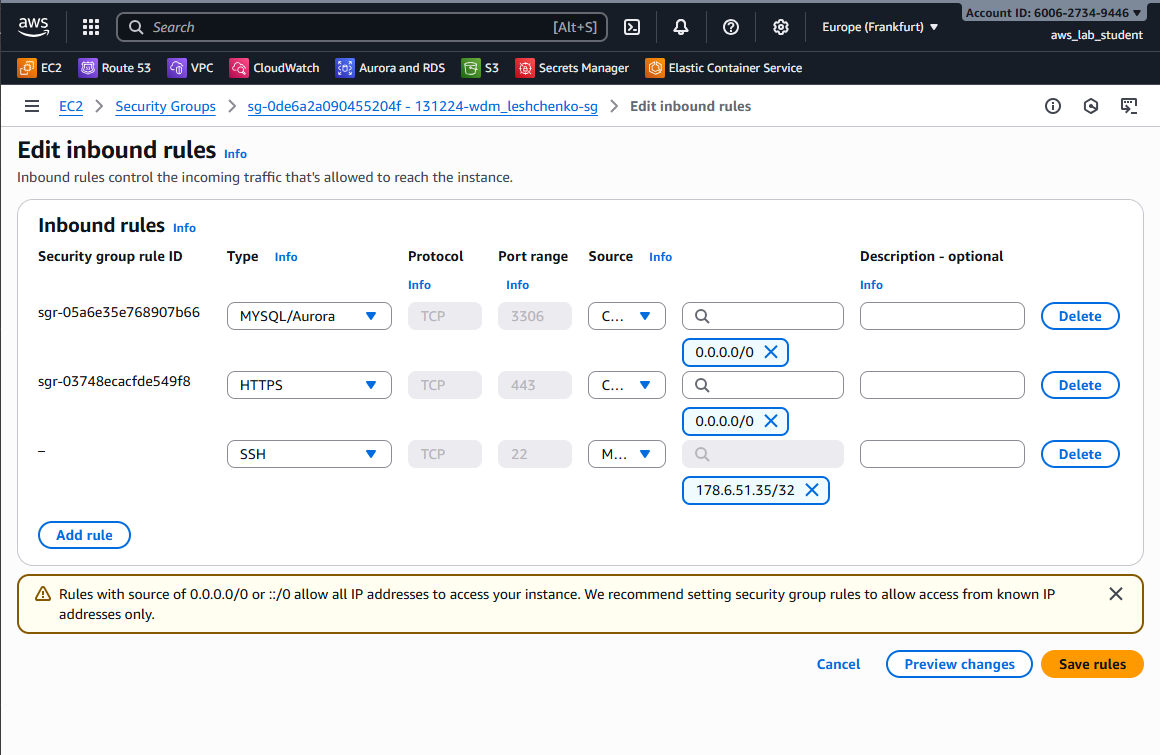 Account ID: 6006-2734-9446
aws
Search
[Alt+S]
Europe (Frankfurt)
aws_lab_student
EC2
Route 53
VPC
CloudWatch
Aurora and RDS
S3
Secrets Manager
Elastic Container Service
EC2 > Security Groups > sg-0de6a2a090455204f - 131224-wdm_leshchenko-sg > Edit inbound rules
Edit inbound rules Info
Inbound rules control the incoming traffic that's allowed to reach the instance.
Inbound rules Info
Security group rule ID
Type Info
Protocol Info
Port range Info
Source Info
Description - optional Info
sgr-05a6e35e768907b66
MYSQL/Aurora
TCP
3306
C...
0.0.0.0/0
Delete
sgr-03748ecacfde549f8
HTTPS
TCP
443
C...
0.0.0.0/0
Delete
–
SSH
TCP
22
M...
178.6.51.35/32
Delete
Add rule
Rules with source of 0.0.0.0/0 or ::/0 allow all IP addresses to access your instance. We recommend setting security group rules to allow access from known IP
addresses only.
Cancel
Preview changes
Save rules